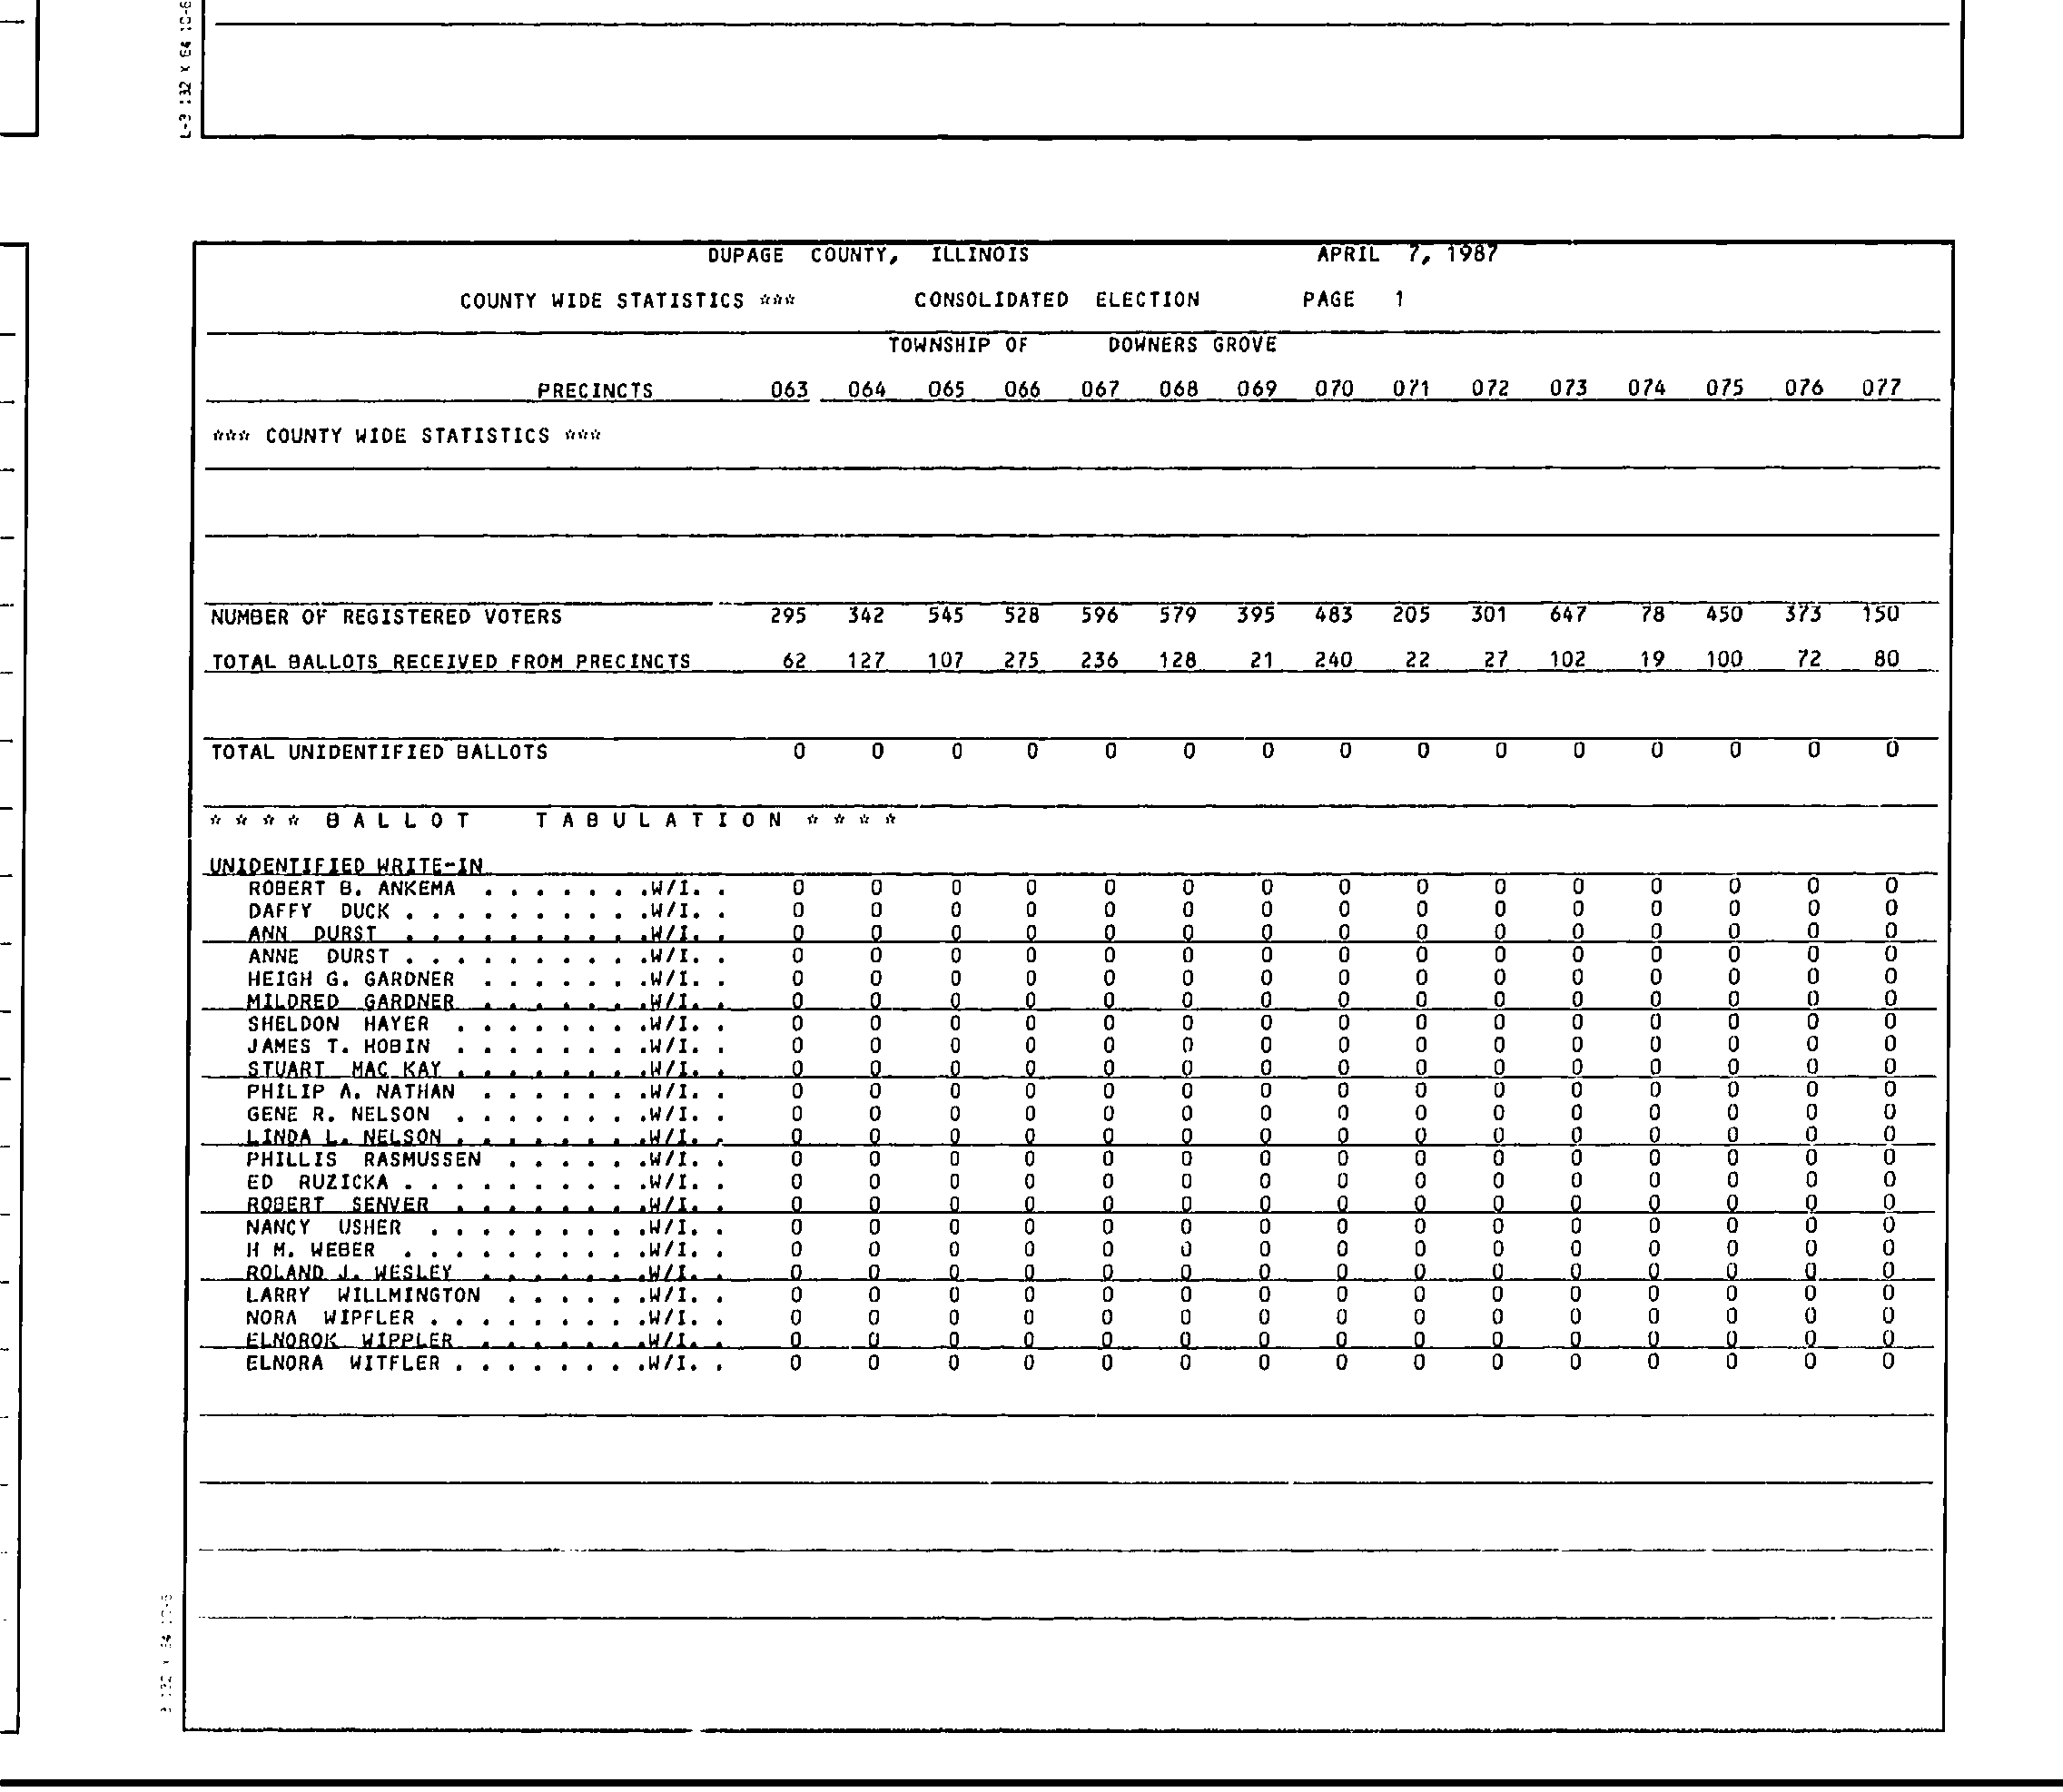 L-3 132 X 64 10-6
DUPAGE COUNTY, ILLINOIS APRIL 7, 1987
COUNTY WIDE STATISTICS *** CONSOLIDATED ELECTION PAGE 1
TOWNSHIP OF DOWNERS GROVE
PRECINCTS 063 064 065 066 067 068 069 070 071 072 073 074 075 076 077
*** COUNTY WIDE STATISTICS ***
NUMBER OF REGISTERED VOTERS 295 342 545 528 596 579 395 483 205 301 647 78 450 373 150
TOTAL BALLOTS RECEIVED FROM PRECINCTS 62 127 107 275 236 128 21 240 22 27 102 19 100 72 80
TOTAL UNIDENTIFIED BALLOTS 0 0 0 0 0 0 0 0 0 0 0 0 0 0 0
* * * * B A L L O T T A B U L A T I O N * * * *
UNIDENTIFIED WRITE-IN
ROBERT B. ANKEMA . . . . . . .W/I. . 0 0 0 0 0 0 0 0 0 0 0 0 0 0 0
DAFFY DUCK . . . . . . . . . .W/I. . 0 0 0 0 0 0 0 0 0 0 0 0 0 0 0
ANN DURST . . . . . . . . . .W/I. . 0 0 0 0 0 0 0 0 0 0 0 0 0 0 0
ANNE DURST . . . . . . . . . .W/I. . 0 0 0 0 0 0 0 0 0 0 0 0 0 0 0
HEIGH G. GARDNER . . . . . . .W/I. . 0 0 0 0 0 0 0 0 0 0 0 0 0 0 0
MILDRED GARDNER . . . . . . .W/I. . 0 0 0 0 0 0 0 0 0 0 0 0 0 0 0
SHELDON HAYER . . . . . . . .W/I. . 0 0 0 0 0 0 0 0 0 0 0 0 0 0 0
JAMES T. HOBIN . . . . . . . .W/I. . 0 0 0 0 0 0 0 0 0 0 0 0 0 0 0
STUART MAC KAY . . . . . . . .W/I. . 0 0 0 0 0 0 0 0 0 0 0 0 0 0 0
PHILIP A. NATHAN . . . . . . .W/I. . 0 0 0 0 0 0 0 0 0 0 0 0 0 0 0
GENE R. NELSON . . . . . . . .W/I. . 0 0 0 0 0 0 0 0 0 0 0 0 0 0 0
LINDA L. NELSON . . . . . . . .W/I. . 0 0 0 0 0 0 0 0 0 0 0 0 0 0 0
PHILLIS RASMUSSEN . . . . . .W/I. . 0 0 0 0 0 0 0 0 0 0 0 0 0 0 0
ED RUZICKA . . . . . . . . . .W/I. . 0 0 0 0 0 0 0 0 0 0 0 0 0 0 0
ROBERT SENVER . . . . . . . .W/I. . 0 0 0 0 0 0 0 0 0 0 0 0 0 0 0
NANCY USHER . . . . . . . . .W/I. . 0 0 0 0 0 0 0 0 0 0 0 0 0 0 0
H M. WEBER . . . . . . . . . .W/I. . 0 0 0 0 0 0 0 0 0 0 0 0 0 0 0
ROLAND J. WESLEY . . . . . . .W/I. . 0 0 0 0 0 0 0 0 0 0 0 0 0 0 0
LARRY WILLMINGTON . . . . . .W/I. . 0 0 0 0 0 0 0 0 0 0 0 0 0 0 0
NORA WIPFLER . . . . . . . . .W/I. . 0 0 0 0 0 0 0 0 0 0 0 0 0 0 0
ELNOROK WIPPLER . . . . . . .W/I. . 0 0 0 0 0 0 0 0 0 0 0 0 0 0 0
ELNORA WITFLER . . . . . . . .W/I. . 0 0 0 0 0 0 0 0 0 0 0 0 0 0 0